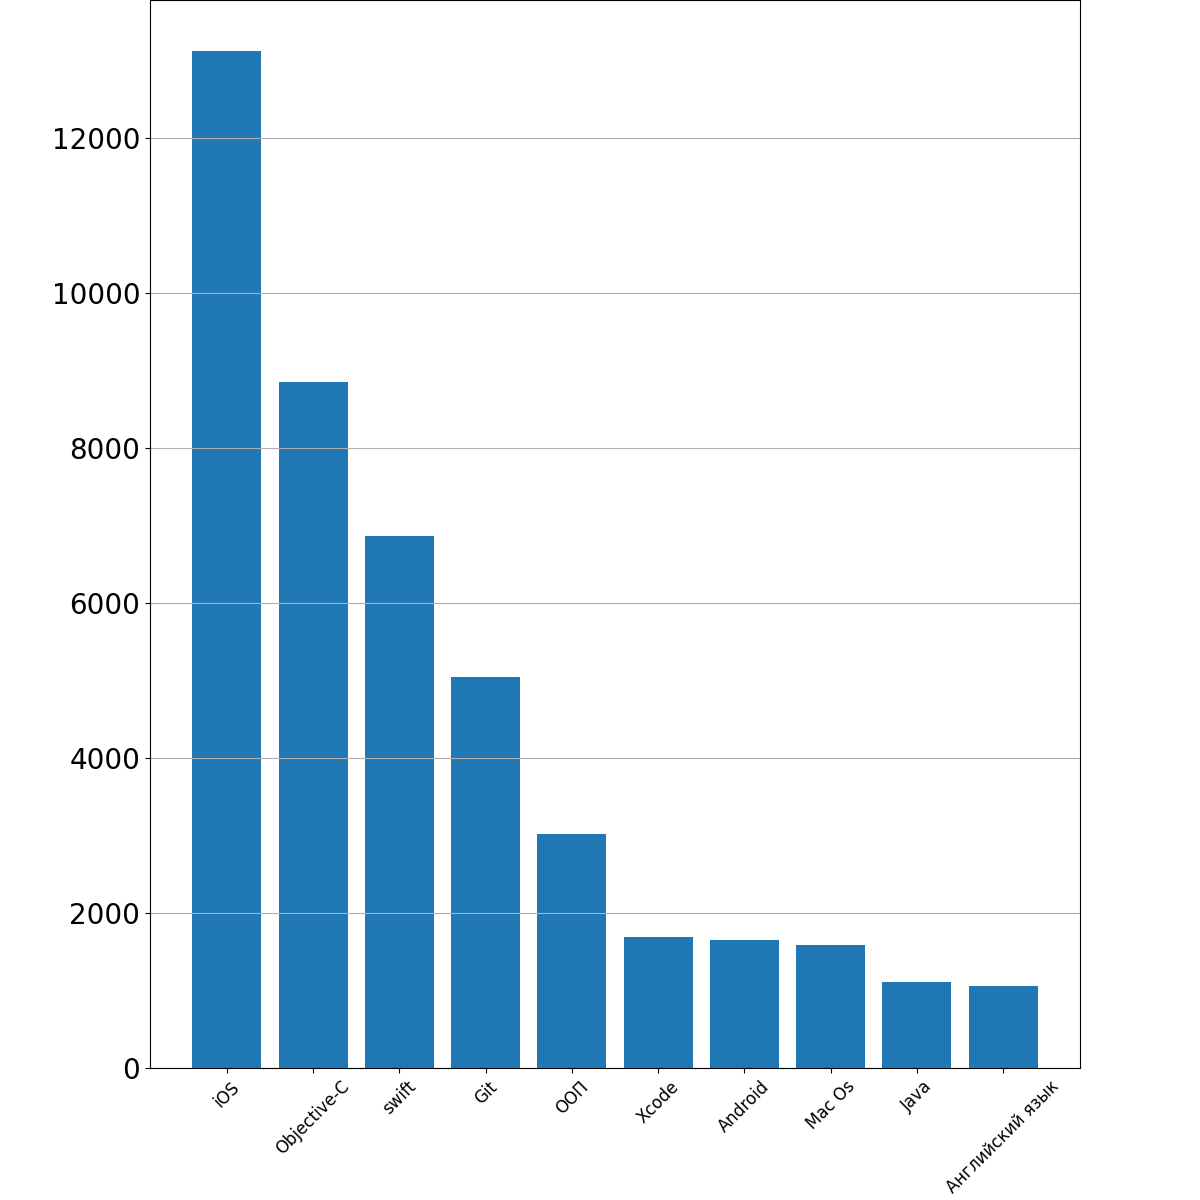 12000
10000
8000
6000
4000
2000
0
iOS
Objective-C
swift
Git
ООП
Xcode
Android
Mac Os
Java
Английский язык